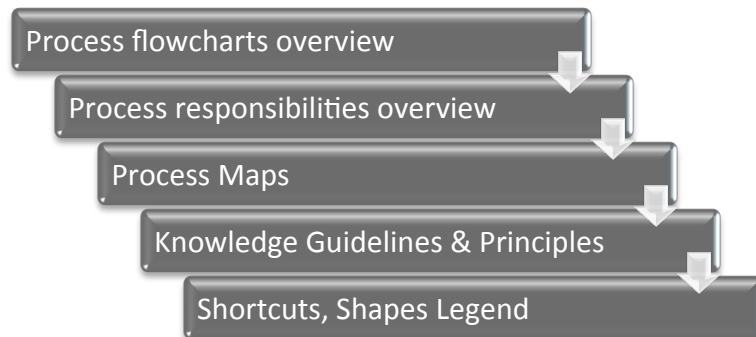 Process flowcharts overview
Process responsibilities overview
Process Maps
Knowledge Guidelines & Principles
Shortcuts, Shapes Legend